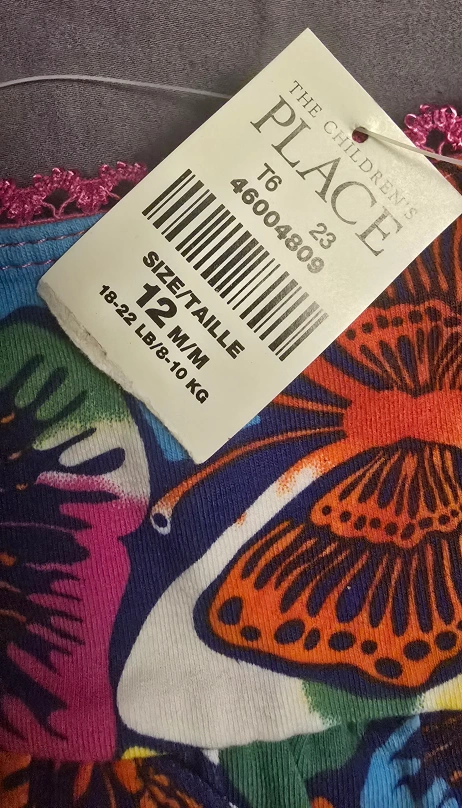 THE CHILDREN'S
PLACE
T6 23
46004809
SIZE/TAILLE
12 M/M
18-22 LB/8-10 KG